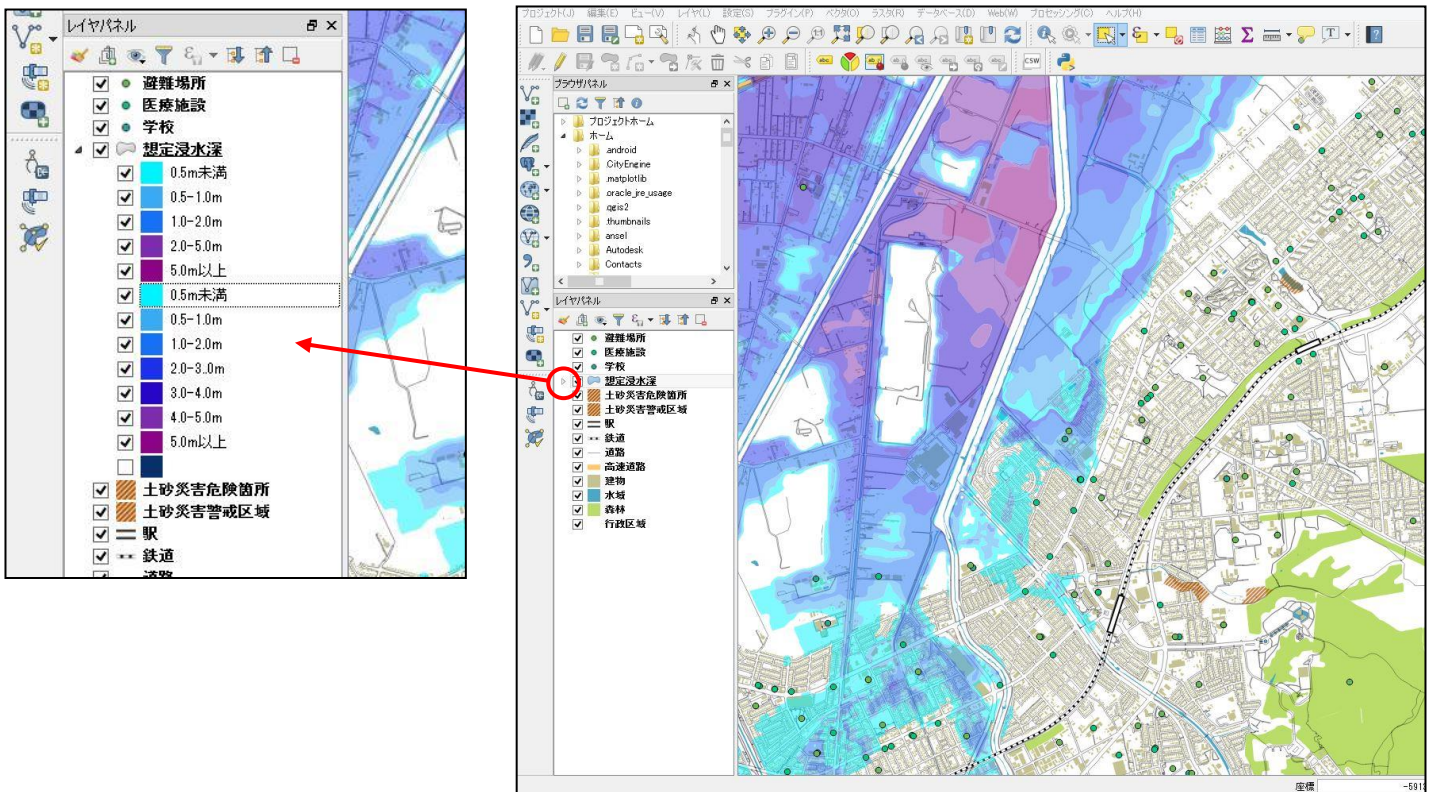 レイヤパネル
避難場所
医療施設
学校
想定浸水深
0.5m未満
0.5-1.0m
1.0-2.0m
2.0-5.0m
5.0m以上
0.5m未満
0.5-1.0m
1.0-2.0m
2.0-3.0m
3.0-4.0m
4.0-5.0m
5.0m以上
土砂災害危険箇所
土砂災害警戒区域
駅
鉄道
道路
プロジェクト(J) 編集(E) ビュー(V) レイヤ(L) 設定(S) プラグイン(P) ベクタ(O) ラスタ(R) データベース(D) Web(W) プロセッシング(C) ヘルプ(H)
ブラウザパネル
プロジェクトホーム
ホーム
android
CityEngine
.matplotlib
.oracle_jre_usage
.qgis2
.thumbnails
ansel
Autodesk
Contacts
レイヤパネル
避難場所
医療施設
学校
想定浸水深
土砂災害危険箇所
土砂災害警戒区域
駅
鉄道
道路
高速道路
建物
水域
森林
行政区域
座標 -5913